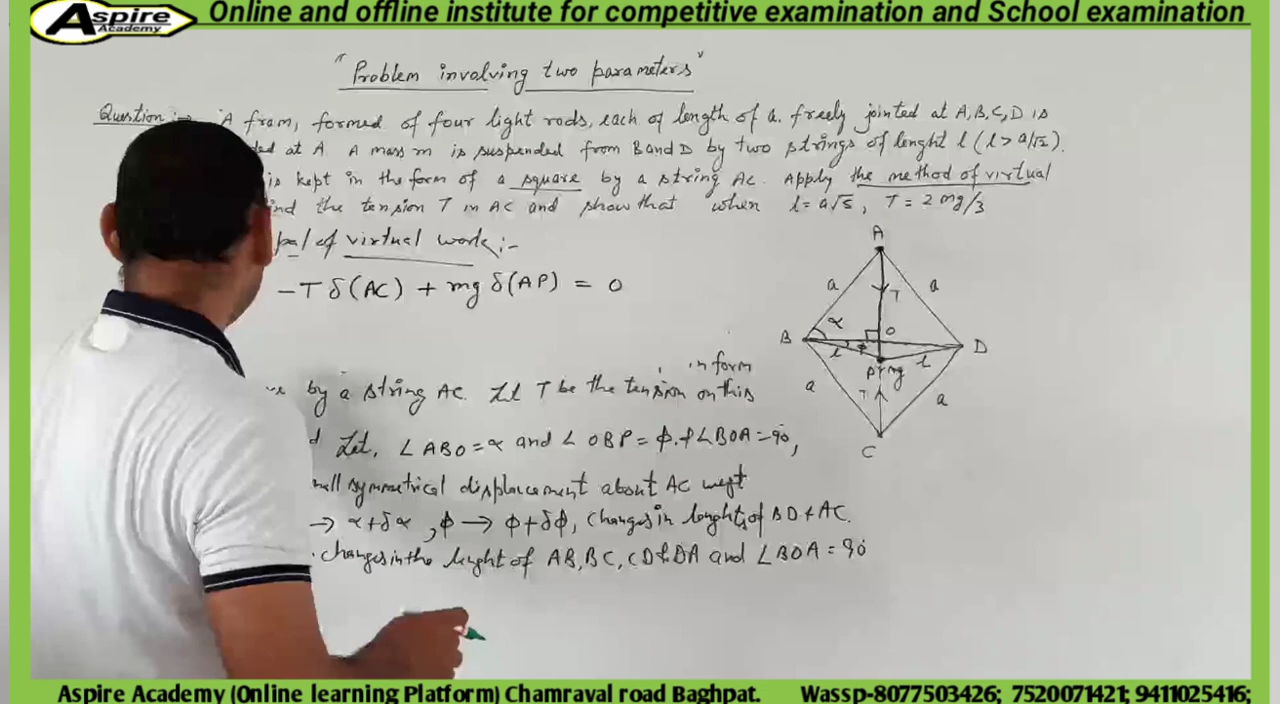 Aspire
Academy
Online and offline institute for competitive examination and School examination
"Problem involving two parameters"
Question :→ A fram, formed of four light rods, each of length of a. freely jointed at A, B, C, D is
ded at A. A mass m is suspended from B and D by two strings of lenght l (l > a/√2).
is kept in the form of a square by a string AC. Apply the method of virtual
nd the tension T in AC and show that when l = a√5, T = 2mg/3
pal of virtual work :-
-T δ(AC) + mg δ(AP) = 0
in form
by a string AC. Let T be the tension on this
Let, ∠ABO = α and ∠OBP = ϕ. & ∠BOA = 90,
mall symmetrical displacement about AC
→ α+δα, ϕ → ϕ+δϕ, changes in lenghts of BD & AC.
changes in the lenght of AB, BC, CD & DA and ∠BOA = 90
A
a
a
T
α
O
B
D
l
ϕ
l
P
mg
a
T
a
C
Aspire Academy (Online learning Platform) Chamraval road Baghpat. Wassp-8077503426; 7520071421; 9411025416;